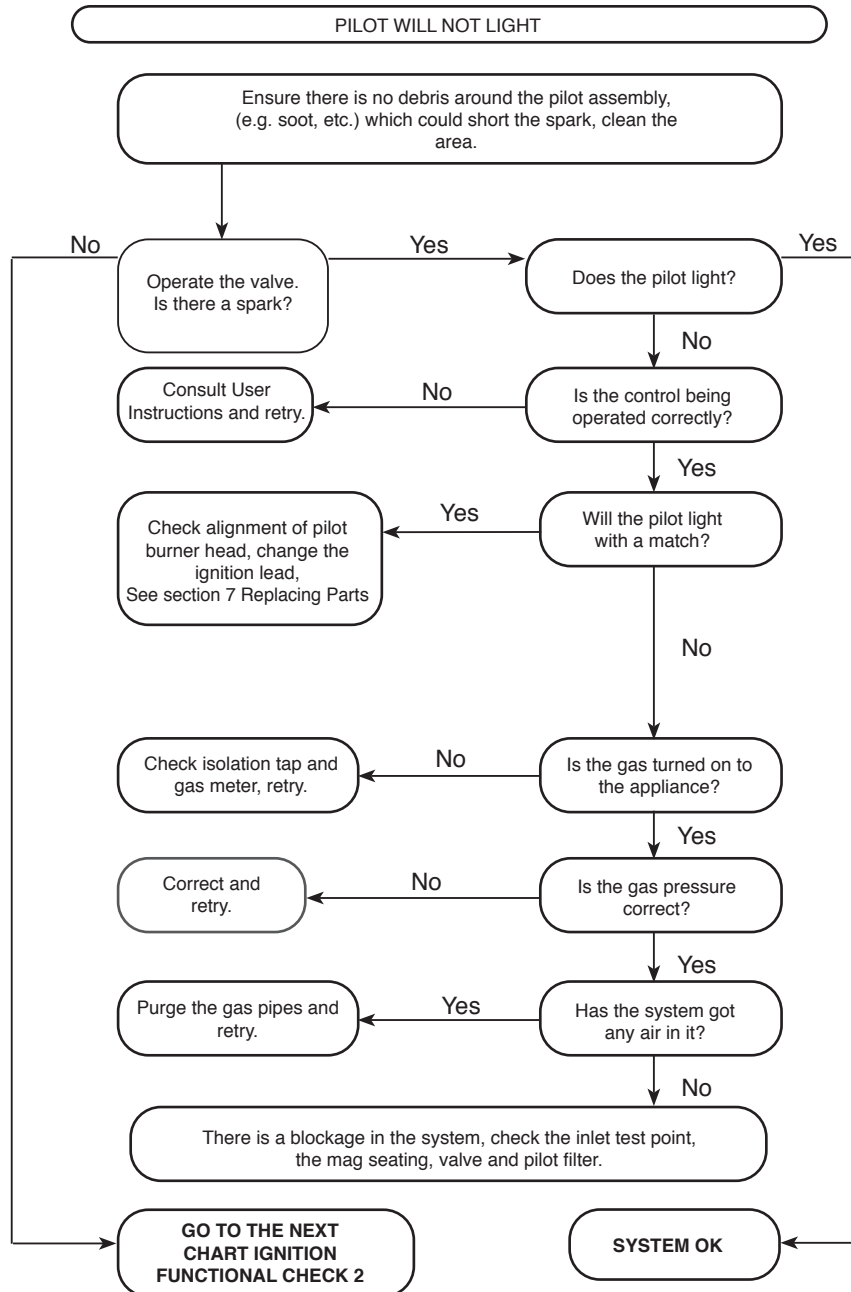 PILOT WILL NOT LIGHT
Ensure there is no debris around the pilot assembly,
(e.g. soot, etc.) which could short the spark, clean the
area.
No
Operate the valve.
Is there a spark?
Yes
Does the pilot light?
Yes
No
Consult User
Instructions and retry.
No
Is the control being
operated correctly?
Yes
Check alignment of pilot
burner head, change the
ignition lead,
See section 7 Replacing Parts
Yes
Will the pilot light
with a match?
No
Check isolation tap and
gas meter, retry.
No
Is the gas turned on to
the appliance?
Yes
Correct and
retry.
No
Is the gas pressure
correct?
Yes
Purge the gas pipes and
retry.
Yes
Has the system got
any air in it?
No
There is a blockage in the system, check the inlet test point,
the mag seating, valve and pilot filter.
GO TO THE NEXT
CHART IGNITION
FUNCTIONAL CHECK 2
SYSTEM OK